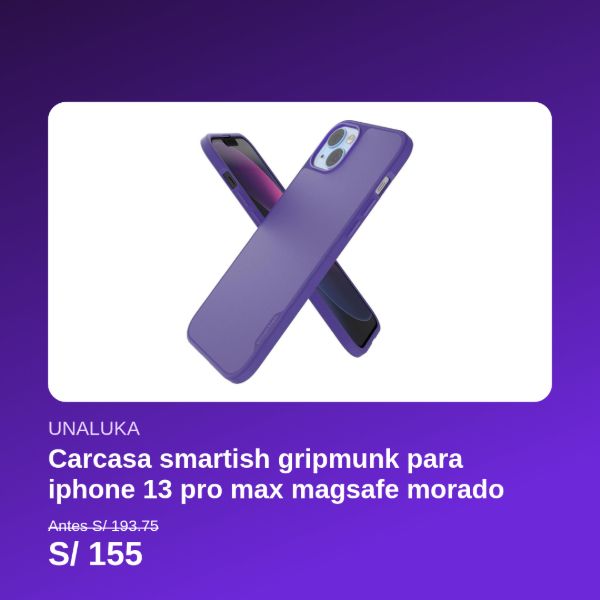 UNALUKA
Carcasa smartish gripmunk para
iphone 13 pro max magsafe morado
Antes S/ 193.75
S/ 155